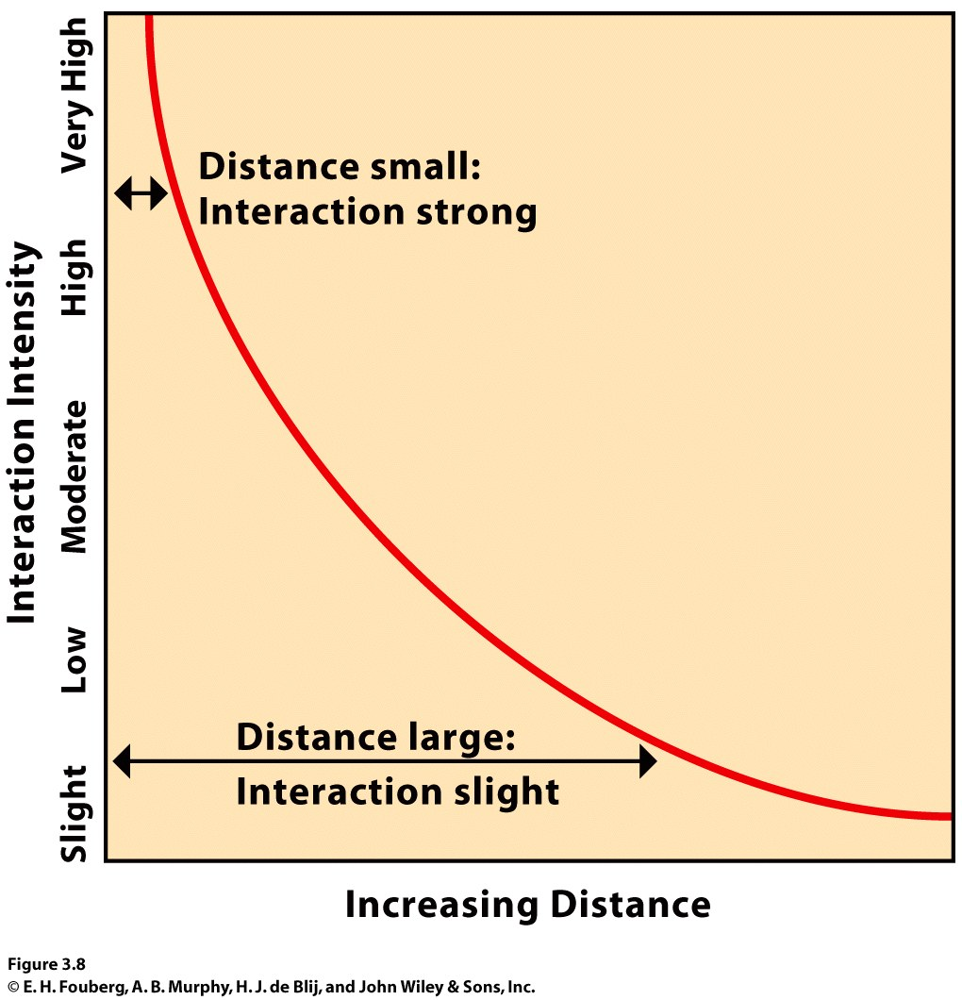 Very High
High
Moderate
Low
Slight
Interaction Intensity
Distance small:
Interaction strong
Distance large:
Interaction slight
Increasing Distance
Figure 3.8
© E. H. Fouberg, A. B. Murphy, H. J. de Blij, and John Wiley & Sons, Inc.